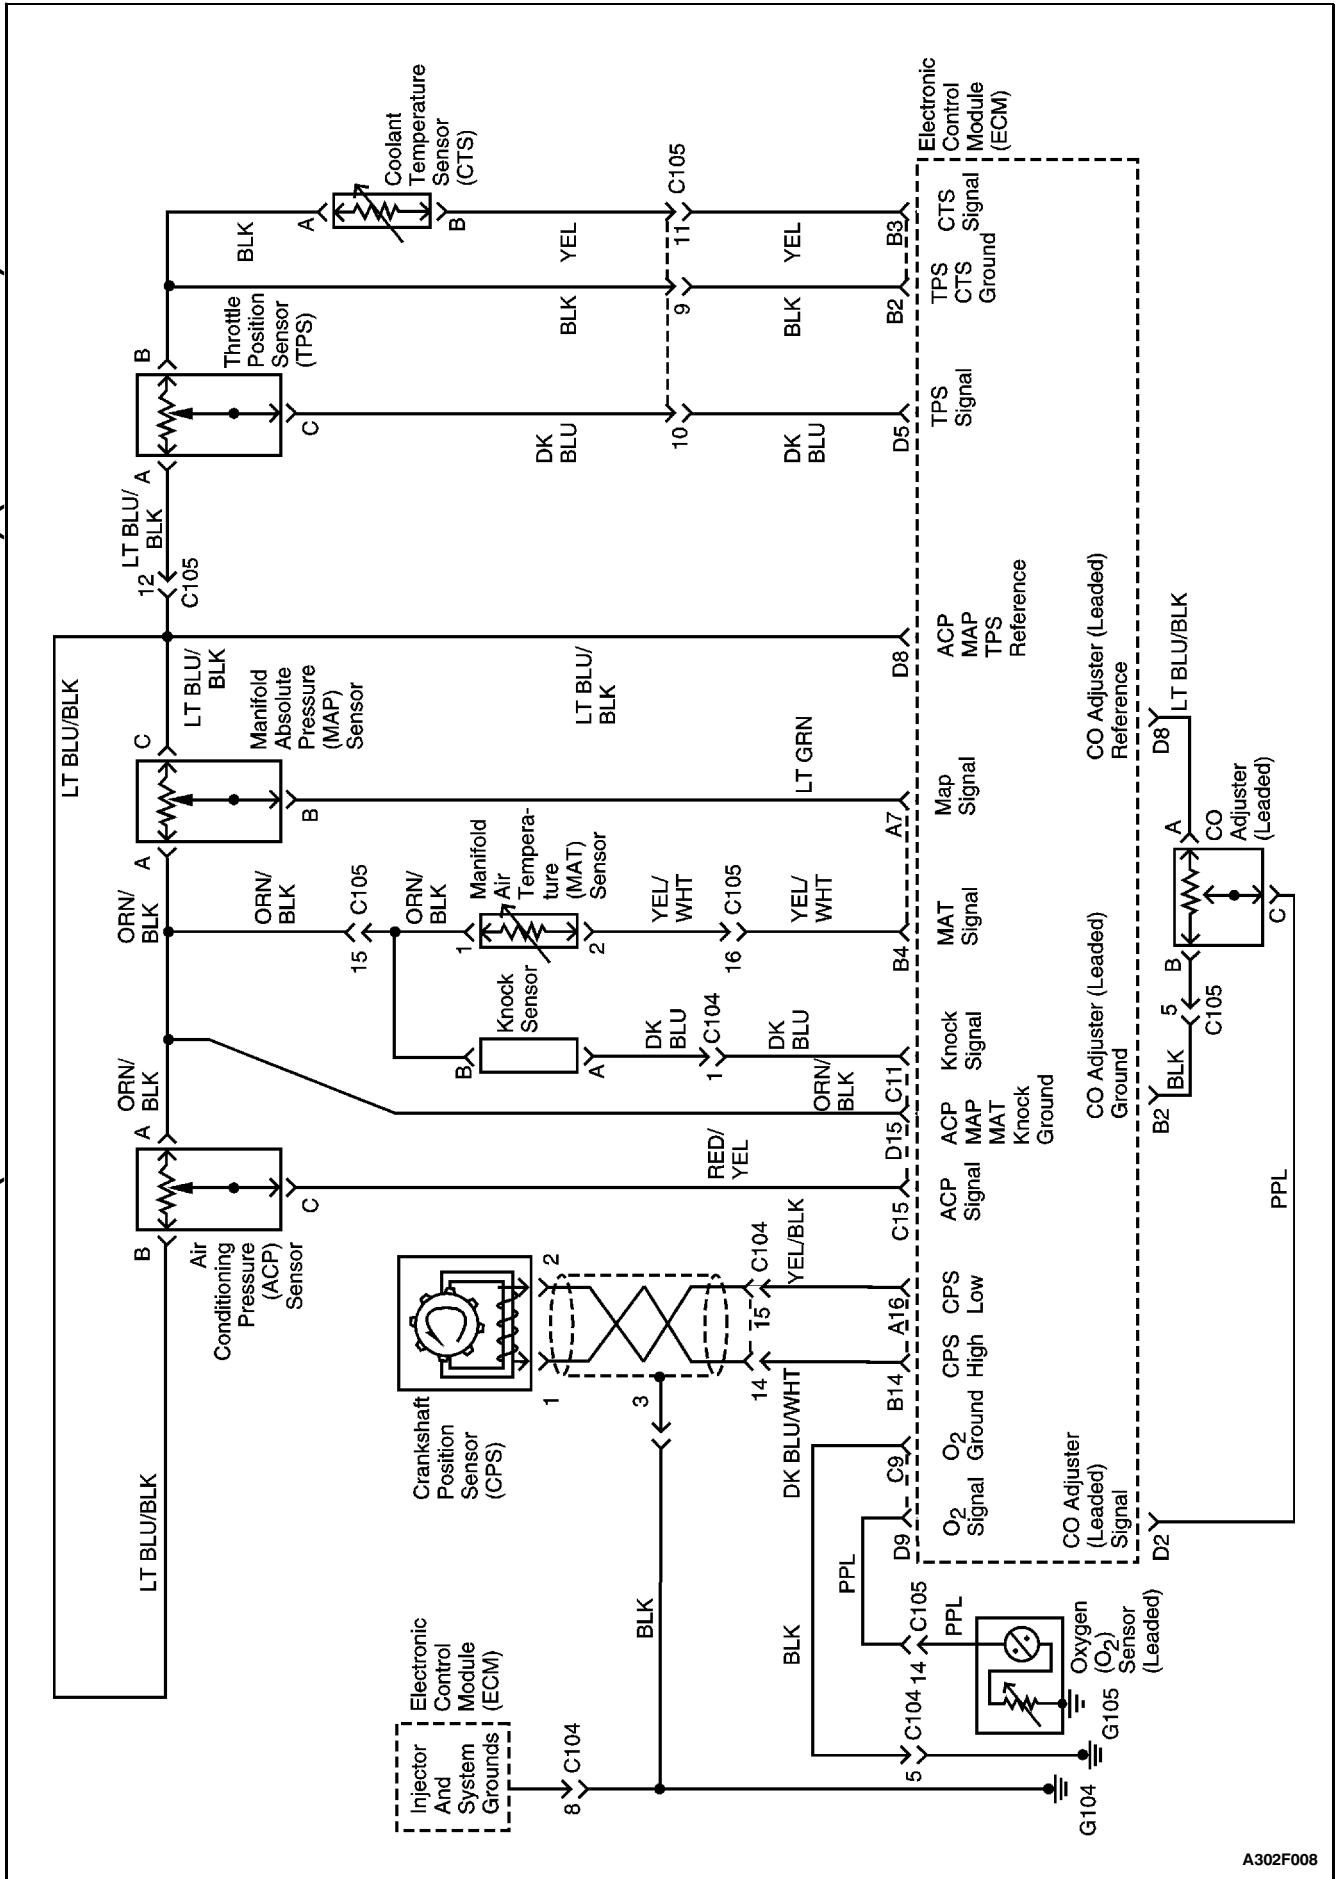 LT BLU/BLK
LT BLU/BLK
B
Air
Conditioning
Pressure
(ACP)
Sensor
C
A
ORN/
BLK
ORN/
BLK
A
Manifold
Absolute
Pressure
(MAP)
Sensor
B
C
LT BLU/
BLK
12
C105
LT BLU/
BLK
A
Throttle
Position
Sensor
(TPS)
C
B
BLK
A
Coolant
Temperature
Sensor
(CTS)
B
ORN/
BLK
15
C105
ORN/
BLK
1
Manifold
Air
Tempera-
ture
(MAT)
Sensor
2
B
Knock
Sensor
A
Crankshaft
Position
Sensor
(CPS)
1
2
3
14
15
C104
DK BLU/WHT
YEL/BLK
RED/
YEL
ORN/
BLK
DK
BLU
1
C104
DK
BLU
YEL/
WHT
16
C105
YEL/
WHT
LT GRN
LT BLU/
BLK
DK
BLU
10
DK
BLU
BLK
9
BLK
YEL
11
C105
YEL
Injector
And
System
Grounds
Electronic
Control
Module
(ECM)
8
C104
BLK
BLK
PPL
5
C104
14
C105
PPL
G104
G105
Oxygen
(O2)
Sensor
(Leaded)
D9
C9
B14
A16
C15
D15
C11
B4
A7
D8
D5
B2
B3
Electronic
Control
Module
(ECM)
O2
Signal
O2
Ground
CPS
High
CPS
Low
ACP
Signal
ACP
MAP
MAT
Knock
Ground
Knock
Signal
MAT
Signal
Map
Signal
ACP
MAP
TPS
Reference
TPS
Signal
TPS
CTS
Ground
CTS
Signal
CO Adjuster
(Leaded)
Signal
CO Adjuster (Leaded)
Ground
CO Adjuster (Leaded)
Reference
D2
B2
D8
PPL
BLK
5
C105
B
A
C
CO
Adjuster
(Leaded)
LT BLU/BLK
A302F008